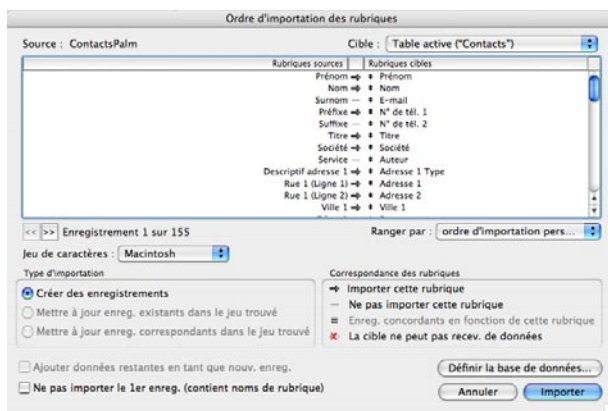 Ordre d'importation des rubriques
Source : ContactsPalm
Cible : Table active ("Contacts")
Rubriques sources Rubriques cibles
Prénom Prénom
Nom Nom
Surnom E-mail
Préfixe N° de tél. 1
Suffixe N° de tél. 2
Titre Titre
Société Société
Service Auteur
Descriptif adresse 1 Adresse 1 Type
Rue 1 (Ligne 1) Adresse 1
Rue 1 (Ligne 2) Adresse 2
Ville 1 Ville 1
<< >> Enregistrement 1 sur 155
Ranger par : ordre d'importation pers...
Jeu de caractères : Macintosh
Type d'importation
Créer des enregistrements
Mettre à jour enreg. existants dans le jeu trouvé
Mettre à jour enreg. correspondants dans le jeu trouvé
Correspondance des rubriques
Importer cette rubrique
Ne pas importer cette rubrique
Enreg. concordants en fonction de cette rubrique
La cible ne peut pas recev. de données
Ajouter données restantes en tant que nouv. enreg.
Ne pas importer le 1er enreg. (contient noms de rubrique)
Définir la base de données...
Annuler Importer